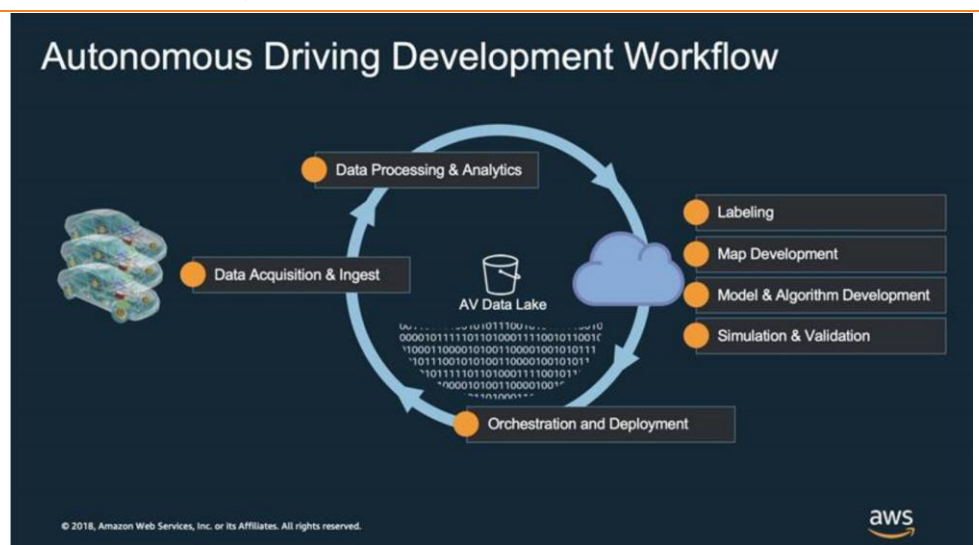 Autonomous Driving Development Workflow
Data Processing & Analytics
Labeling
Map Development
Data Acquisition & Ingest
Model & Algorithm Development
AV Data Lake
Simulation & Validation
Orchestration and Deployment
© 2018, Amazon Web Services, Inc. or its Affiliates. All rights reserved.
aws